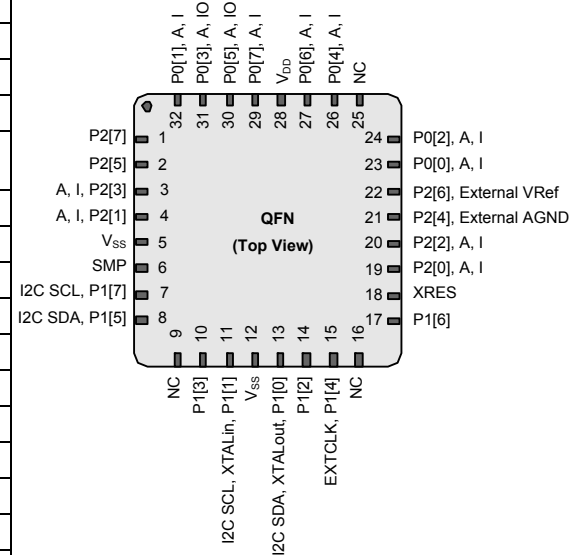 P0[1], A, I
P0[3], A, IO
P0[5], A, IO
P0[7], A, I
VDD
P0[6], A, I
P0[4], A, I
NC
32
31
30
29
28
27
26
25
P2[7] 1
P2[5] 2
A, I, P2[3] 3
A, I, P2[1] 4
VSS 5
SMP 6
I2C SCL, P1[7] 7
I2C SDA, P1[5] 8
QFN
(Top View)
24 P0[2], A, I
23 P0[0], A, I
22 P2[6], External VRef
21 P2[4], External AGND
20 P2[2], A, I
19 P2[0], A, I
18 XRES
17 P1[6]
9
10
11
12
13
14
15
16
NC
P1[3]
I2C SCL, XTALin, P1[1]
VSS
I2C SDA, XTALout, P1[0]
P1[2]
EXTCLK, P1[4]
NC